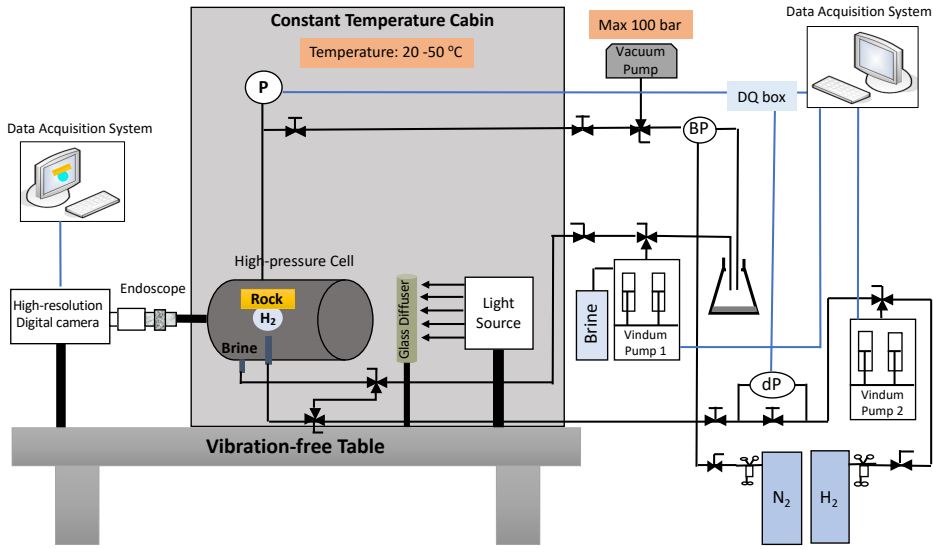 Constant Temperature Cabin
Temperature: 20 -50 °C
Max 100 bar
Vacuum
Pump
Data Acquisition System
P
DQ box
BP
Data Acquisition System
High-pressure Cell
Rock
H2
Brine
Endoscope
High-resolution
Digital camera
Glass Diffuser
Light
Source
Brine
Vindum
Pump 1
dP
Vindum
Pump 2
Vibration-free Table
N2
H2